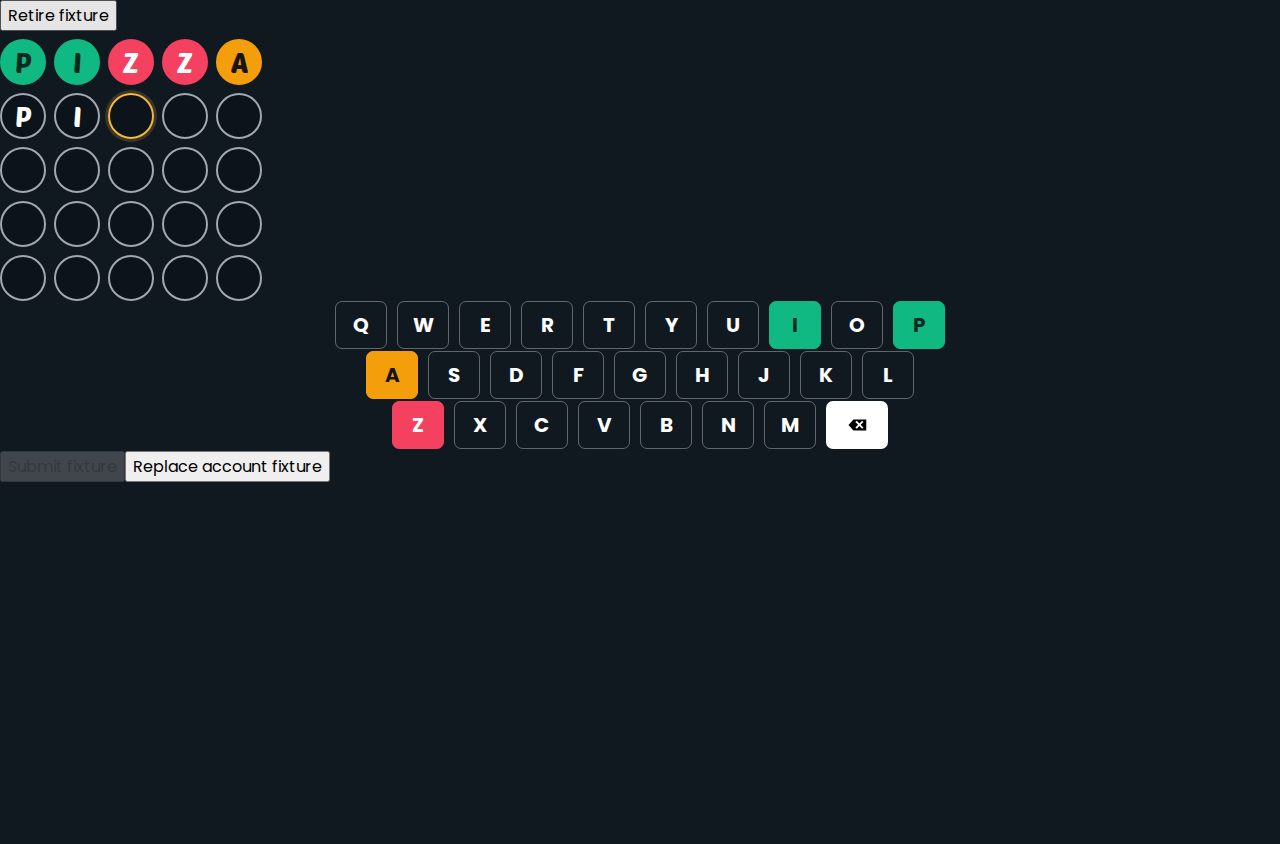 Retire fixture
P I Z Z A
P I
Q W E R T Y U I O P
A S D F G H J K L
Z X C V B N M
Submit fixture Replace account fixture